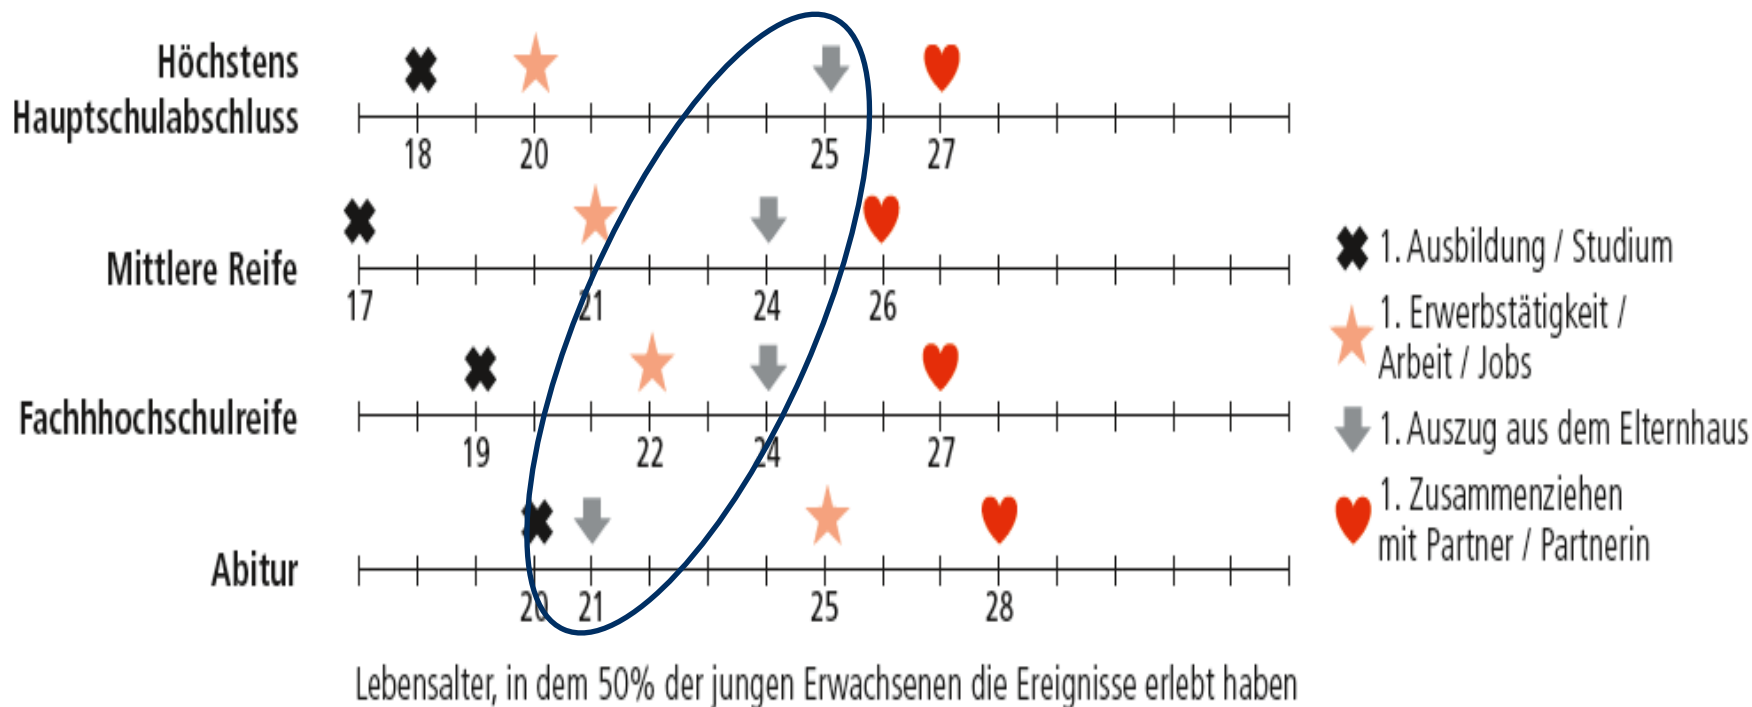 Höchstens
Hauptschulabschluss
18 20 25 27
Mittlere Reife
17 21 24 26
Fachhhochschulreife
19 22 24 27
Abitur
20 21 25 28
Lebensalter, in dem 50% der jungen Erwachsenen die Ereignisse erlebt haben
1. Ausbildung / Studium
1. Erwerbstätigkeit /
Arbeit / Jobs
1. Auszug aus dem Elternhaus
1. Zusammenziehen
mit Partner / Partnerin